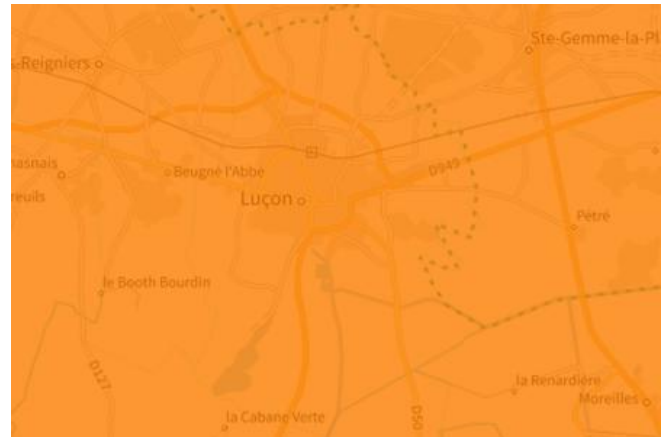 Ste-Gemme-la-Pl
s-Reigniers
D949
nasnais
Beugné l'Abbé
reuils
Luçon
Pétré
le Booth Bourdin
D127
la Renardière
Moreilles
la Cabane Verte
D50